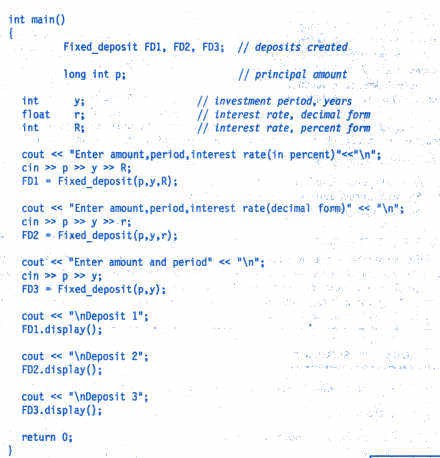 int main()
{
Fixed_deposit FD1, FD2, FD3; // deposits created
long int p; // principal amount
int y; // investment period, years
float r; // interest rate, decimal form
int R; // interest rate, percent form
cout << "Enter amount,period,interest rate(in percent)"<<"\n";
cin >> p >> y >> R;
FD1 = Fixed_deposit(p,y,R);
cout << "Enter amount,period,interest rate(decimal form)" << "\n";
cin >> p >> y >> r;
FD2 = Fixed_deposit(p,y,r);
cout << "Enter amount and period" << "\n";
cin >> p >> y;
FD3 = Fixed_deposit(p,y);
cout << "\nDeposit 1";
FD1.display();
cout << "\nDeposit 2";
FD2.display();
cout << "\nDeposit 3";
FD3.display();
return 0;
}